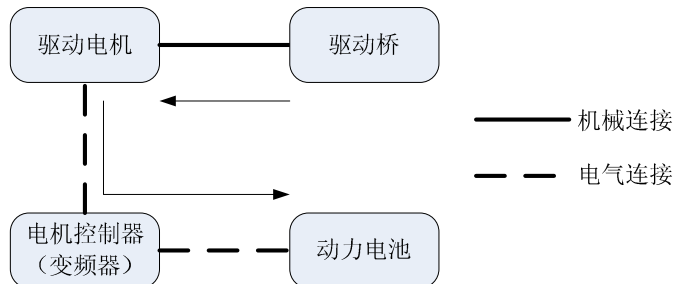 驱动电机
驱动桥
机械连接
电气连接
电机控制器
（变频器）
动力电池